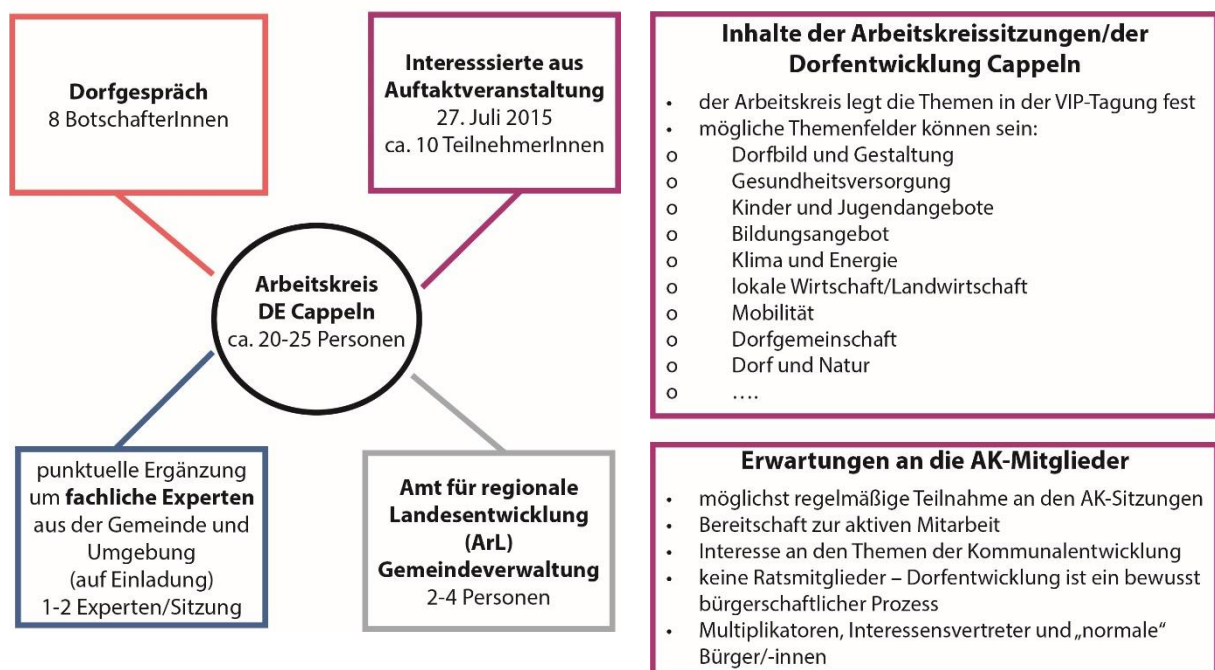 Dorfgespräch
8 BotschafterInnen
Interesssierte aus
Auftaktveranstaltung
27. Juli 2015
ca. 10 TeilnehmerInnen
Arbeitskreis
DE Cappeln
ca. 20-25 Personen
punktuelle Ergänzung
um fachliche Experten
aus der Gemeinde und
Umgebung
(auf Einladung)
1-2 Experten/Sitzung
Amt für regionale
Landesentwicklung
(ArL)
Gemeindeverwaltung
2-4 Personen
Inhalte der Arbeitskreissitzungen/der
Dorfentwicklung Cappeln
• der Arbeitskreis legt die Themen in der VIP-Tagung fest
• mögliche Themenfelder können sein:
o Dorfbild und Gestaltung
o Gesundheitsversorgung
o Kinder und Jugendangebote
o Bildungsangebot
o Klima und Energie
o lokale Wirtschaft/Landwirtschaft
o Mobilität
o Dorfgemeinschaft
o Dorf und Natur
o ….
Erwartungen an die AK-Mitglieder
• möglichst regelmäßige Teilnahme an den AK-Sitzungen
• Bereitschaft zur aktiven Mitarbeit
• Interesse an den Themen der Kommunalentwicklung
• keine Ratsmitglieder – Dorfentwicklung ist ein bewusst
bürgerschaftlicher Prozess
• Multiplikatoren, Interessensvertreter und „normale“
Bürger/-innen